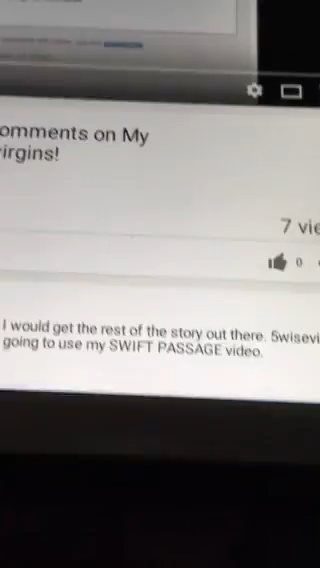 omments on My
irgins!
7 vie
0
I would get the rest of the story out there. 5wisevi
going to use my SWIFT PASSAGE video.